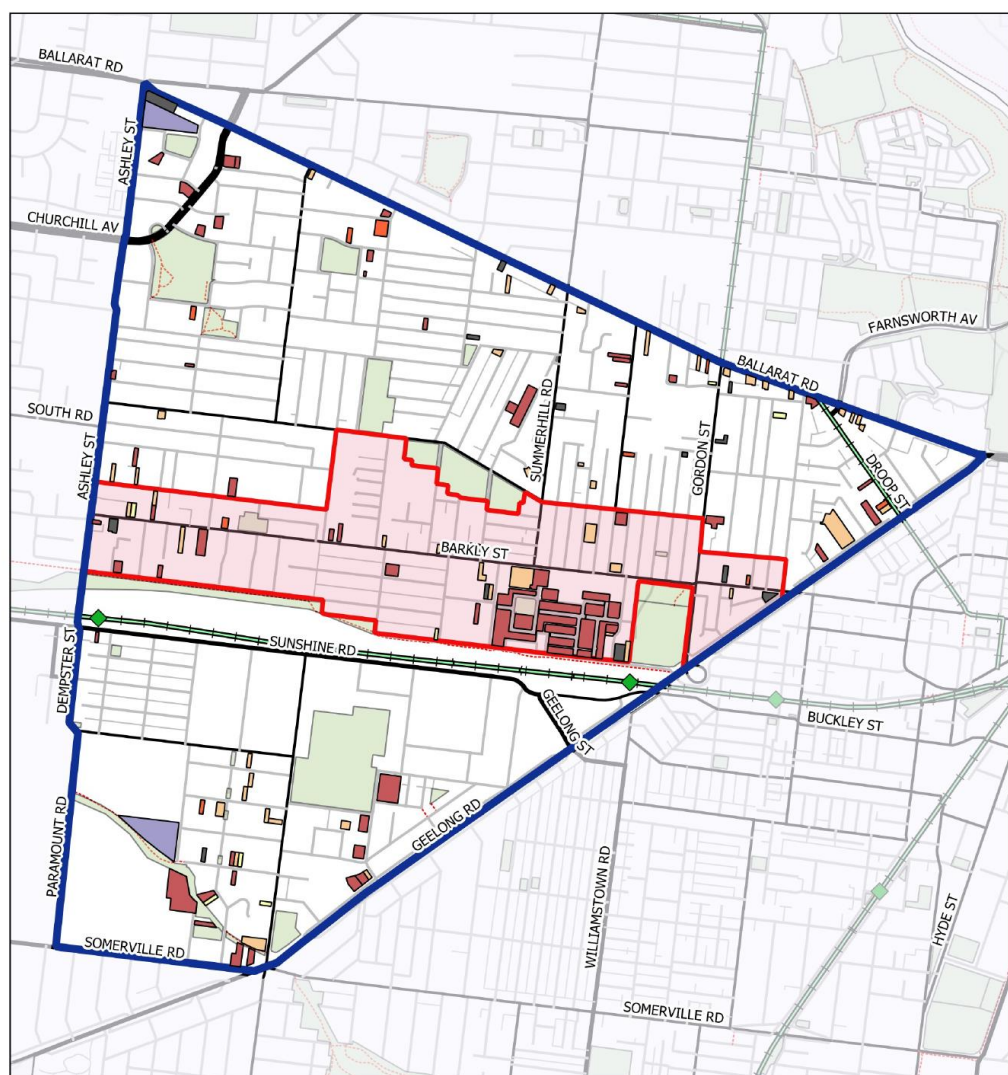 BALLARAT RD
ASHLEY ST
CHURCHILL AV
FARNSWORTH AV
BALLARAT RD
SOUTH RD
SUMMERHILL RD
GORDON ST
DROOP ST
ASHLEY ST
BARKLY ST
SUNSHINE RD
DEMPSTER ST
GEELONG ST
BUCKLEY ST
PARAMOUNT RD
GEELONG RD
WILLIAMSTOWN RD
HYDE ST
SOMERVILLE RD
SOMERVILLE RD